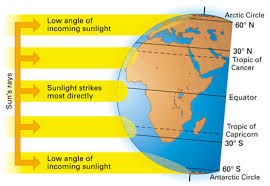 Low angle of
incoming sunlight
Arctic Circle
60° N
30° N
Tropic of
Cancer
Sun's rays
Sunlight strikes
most directly
Equator
Tropic of
Capricorn
30° S
Low angle of
incoming sunlight
60° S
Antarctic Circle